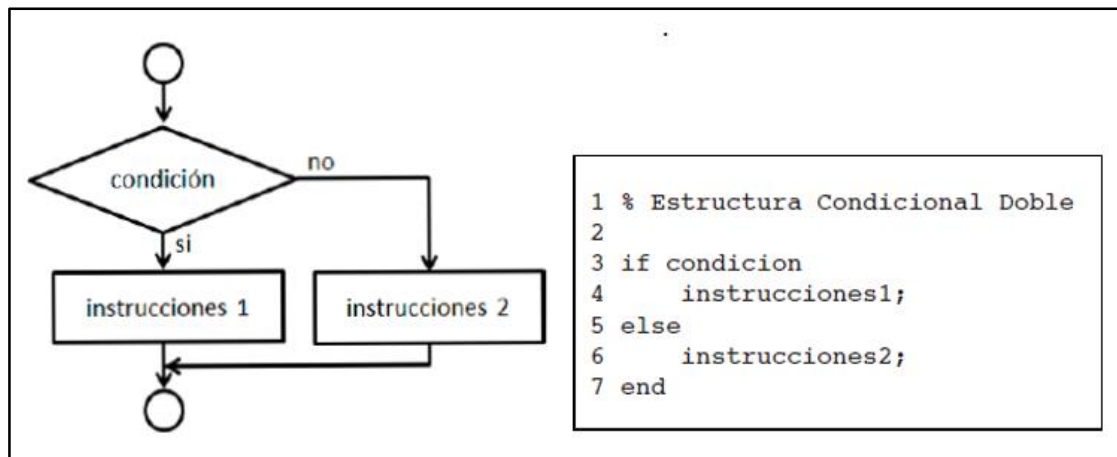 condición
no
si
instrucciones 1
instrucciones 2
1 % Estructura Condicional Doble
2
3 if condicion
4     instrucciones1;
5 else
6     instrucciones2;
7 end